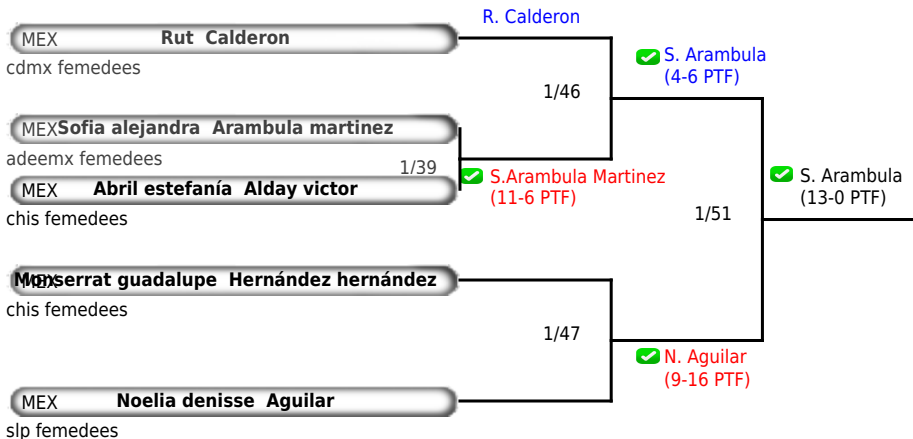 R. Calderon
MEX Rut Calderon
cdmx femedees
S. Arambula
(4-6 PTF)
1/46
MEX Sofia alejandra Arambula martinez
adeemx femedees
1/39
S.Arambula Martinez
(11-6 PTF)
MEX Abril estefanía Alday victor
chis femedees
S. Arambula
(13-0 PTF)
1/51
MEX Monserrat guadalupe Hernández hernández
chis femedees
1/47
N. Aguilar
(9-16 PTF)
MEX Noelia denisse Aguilar
slp femedees